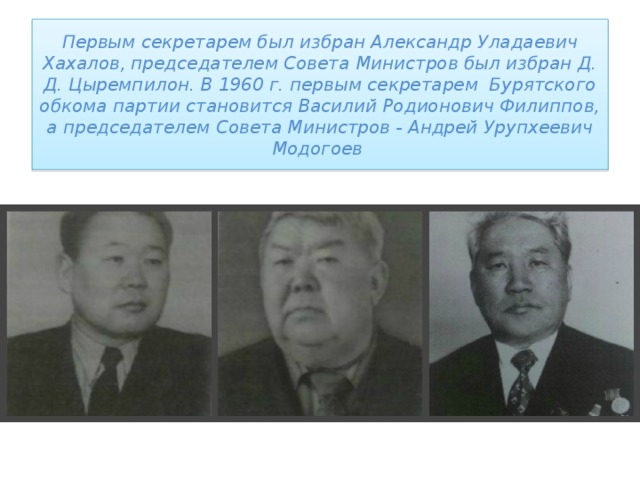 Первым секретарем был избран Александр Уладаевич
Хахалов, председателем Совета Министров был избран Д.
Д. Цыремпилон. В 1960 г. первым секретарем  Бурятского
обкома партии становится Василий Родионович Филиппов,
а председателем Совета Министров - Андрей Урупхеевич
Модогоев